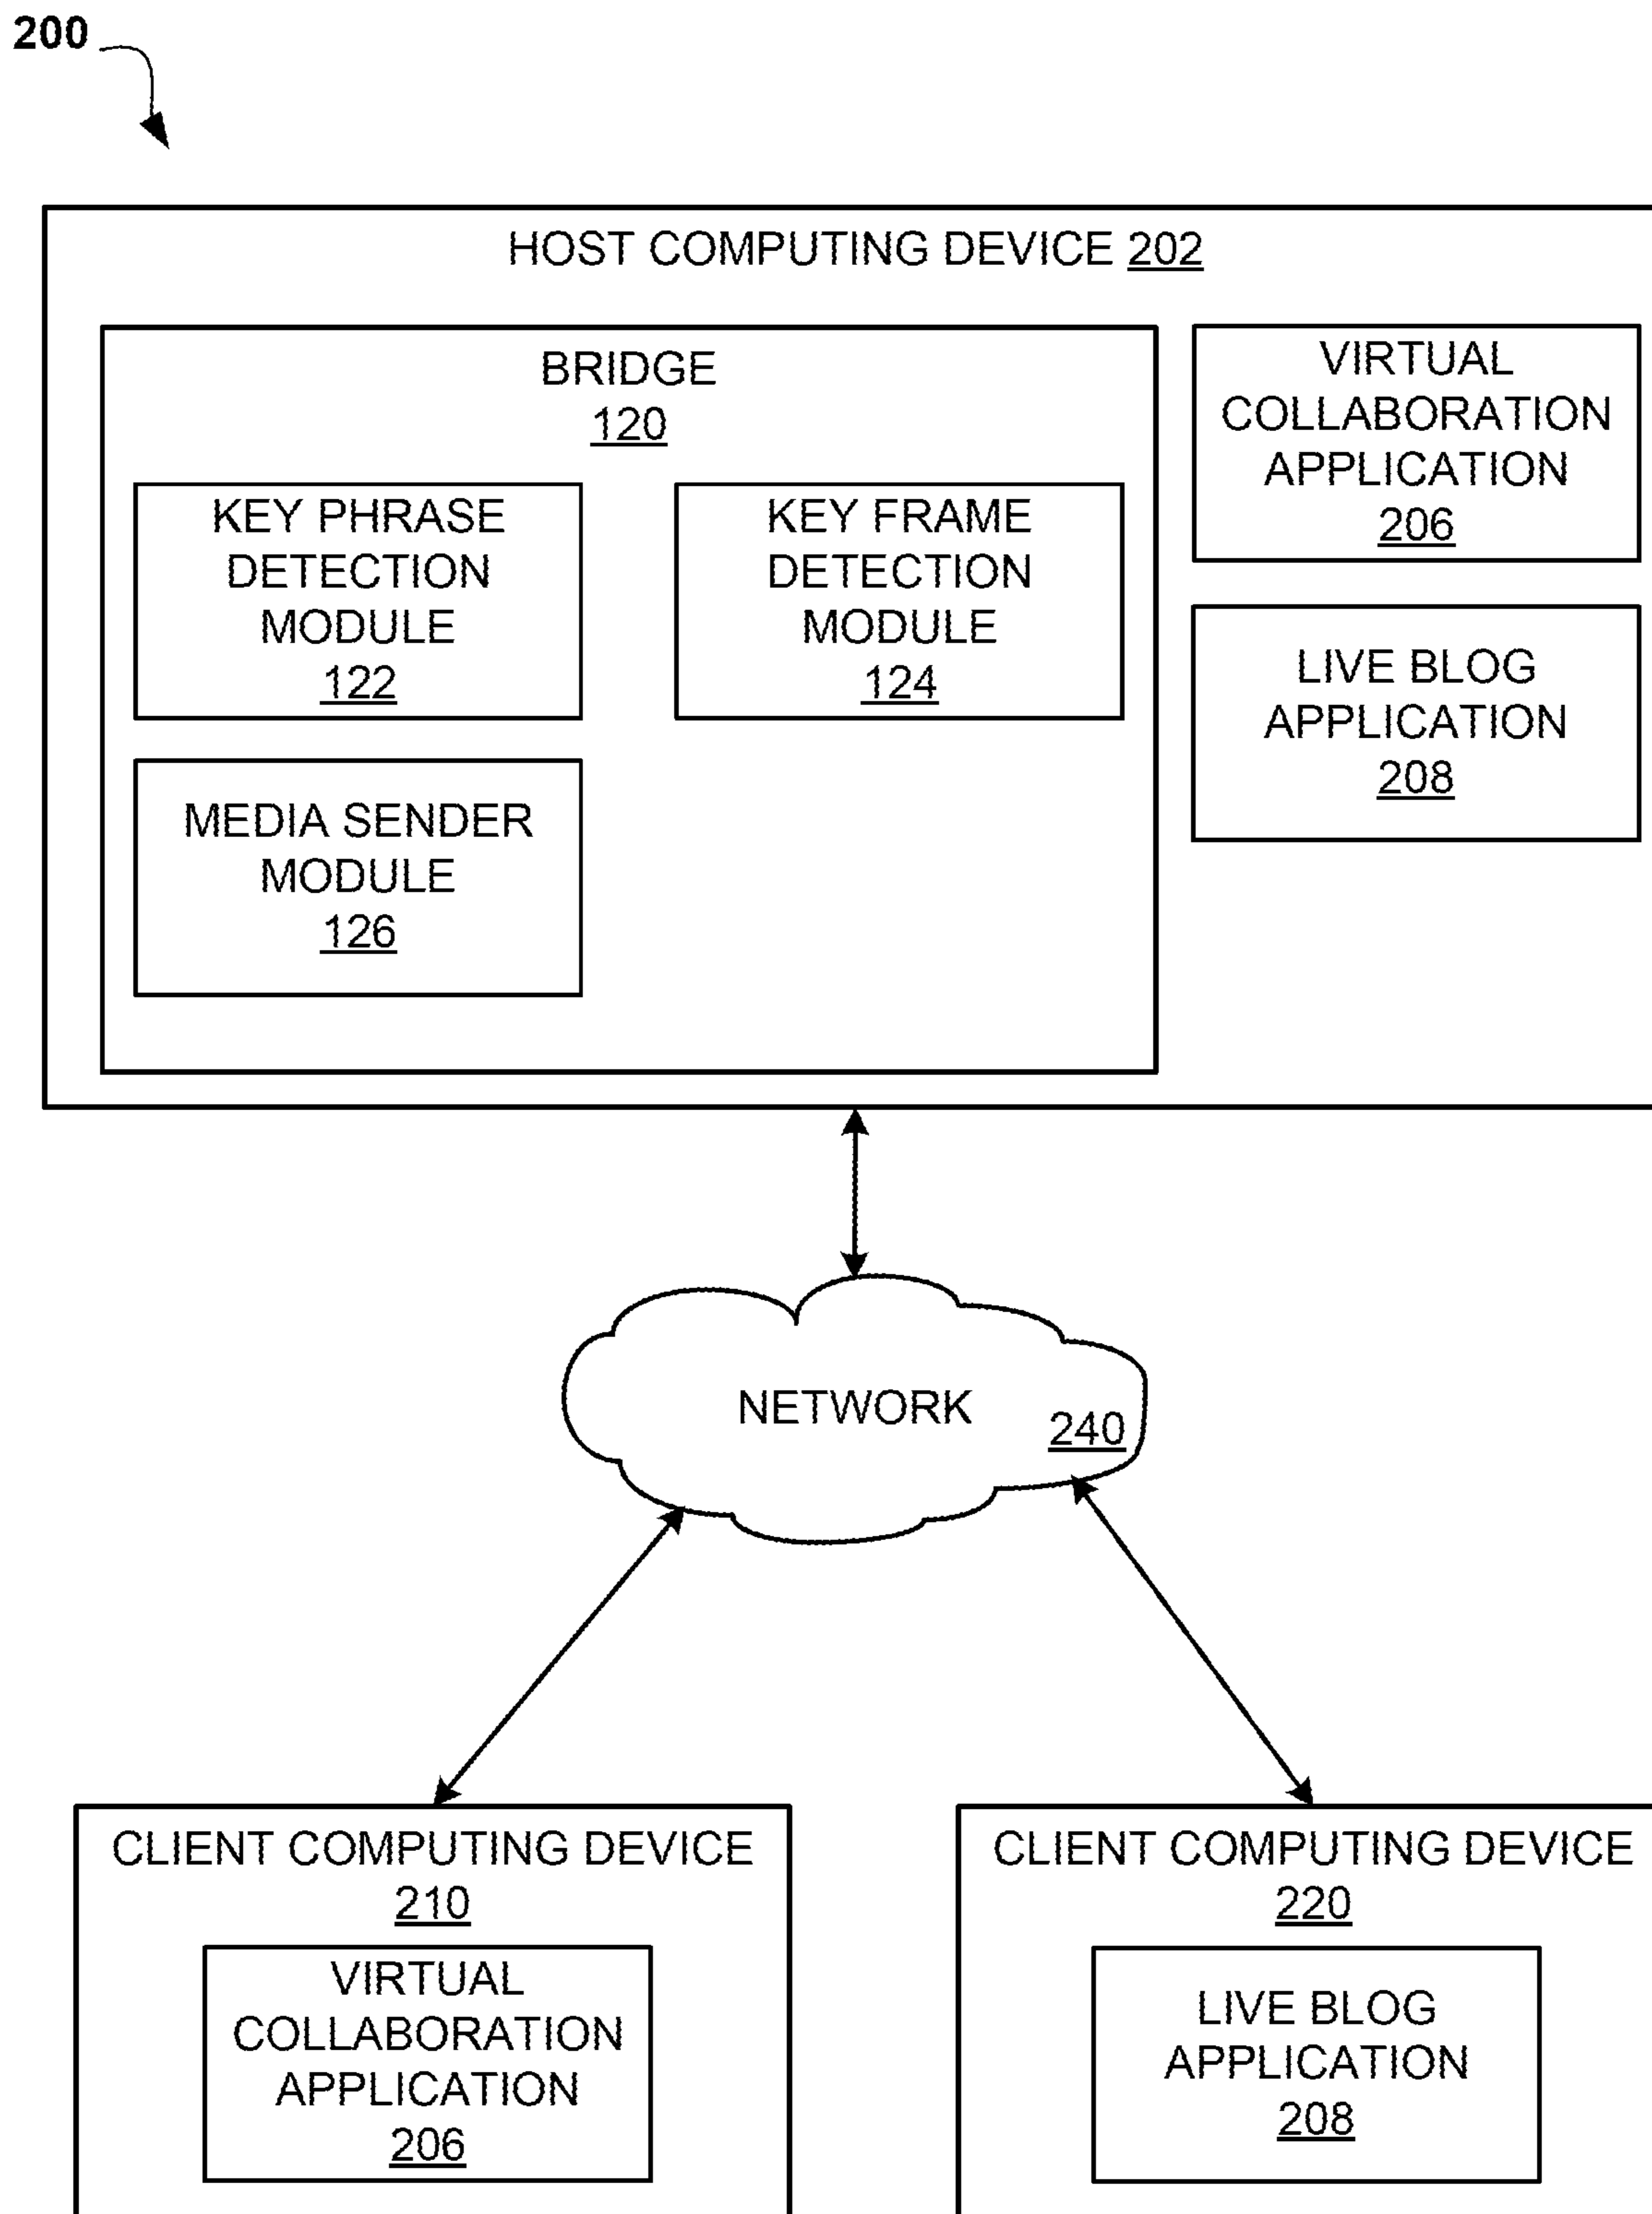 200
HOST COMPUTING DEVICE 202
BRIDGE
120
KEY PHRASE
DETECTION
MODULE
122
KEY FRAME
DETECTION
MODULE
124
MEDIA SENDER
MODULE
126
VIRTUAL
COLLABORATION
APPLICATION
206
LIVE BLOG
APPLICATION
208
NETWORK
240
CLIENT COMPUTING DEVICE
210
VIRTUAL
COLLABORATION
APPLICATION
206
CLIENT COMPUTING DEVICE
220
LIVE BLOG
APPLICATION
208